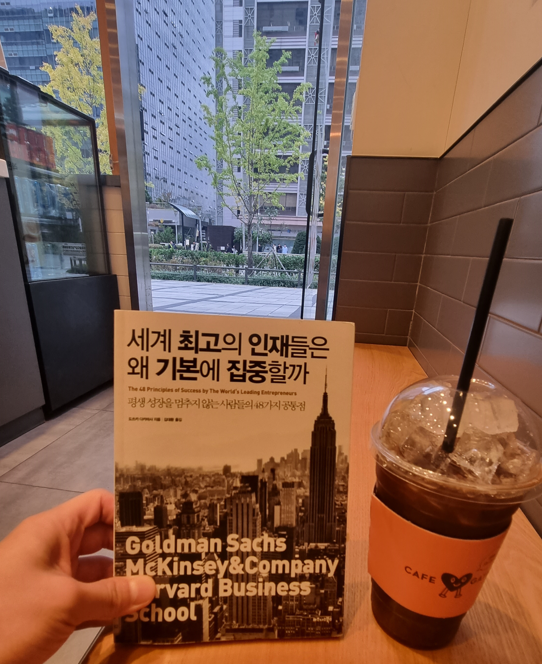 세계 최고의 인재들은
왜 기본에 집중할까
The 48 Principles of Success by The World's Leading Entrepreneurs
평생 성장을 멈추지 않는 사람들의 48가지 공통점
Goldman Sachs
McKinsey&Company
Harvard Business
School
CAFE